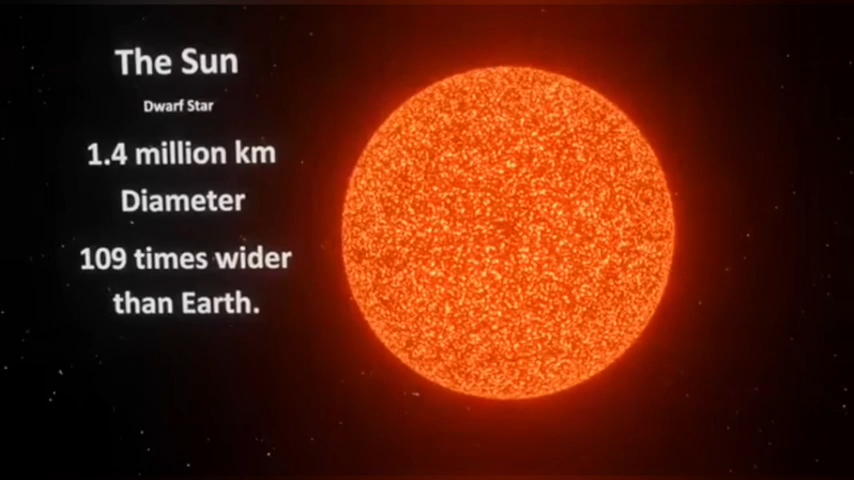 The Sun
Dwarf Star
1.4 million km
Diameter
109 times wider
than Earth.